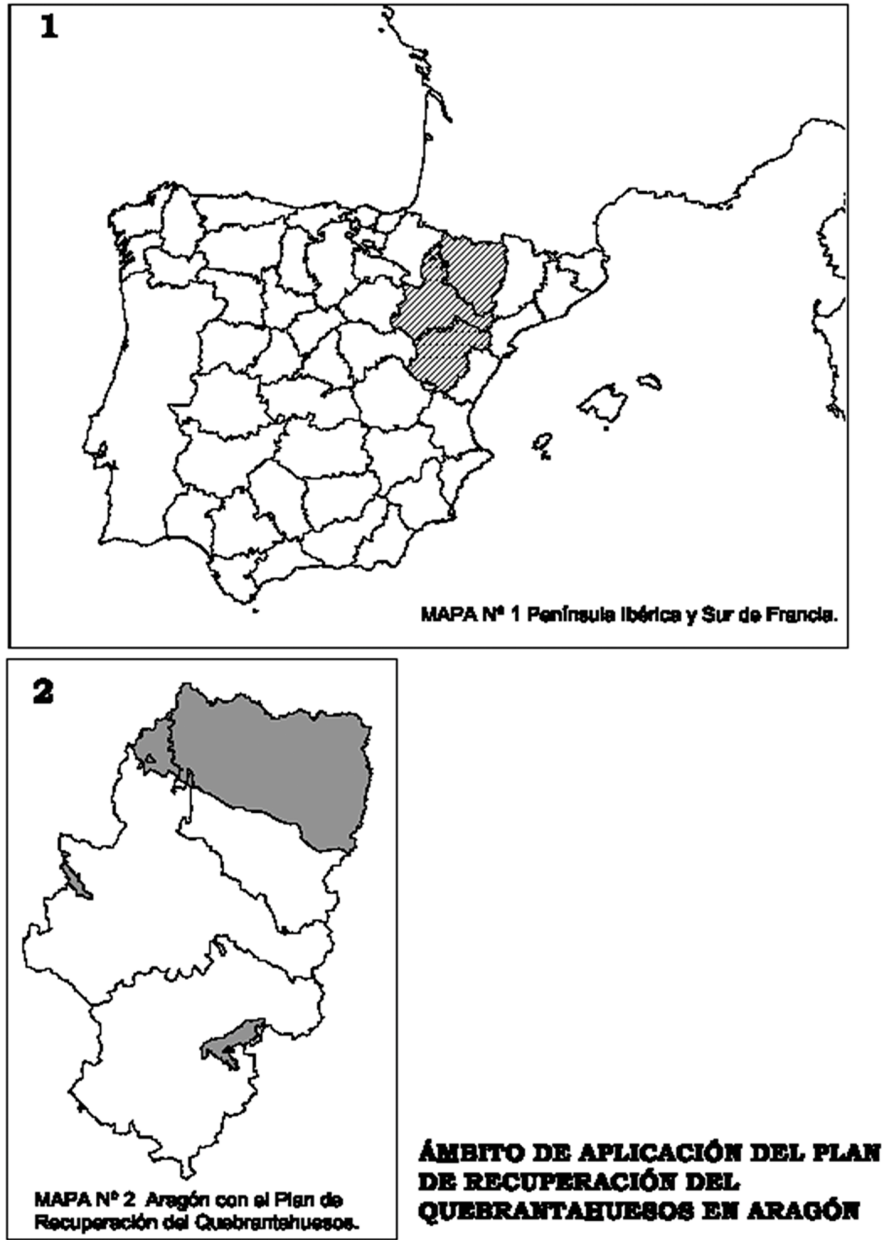 1
MAPA Nº 1 Península Ibérica y Sur de Francia.
2
MAPA Nº 2 Aragón con el Plan de
Recuperación del Quebrantahuesos.
ÁMBITO DE APLICACIÓN DEL PLAN
DE RECUPERACIÓN DEL
QUEBRANTAHUESOS EN ARAGÓN